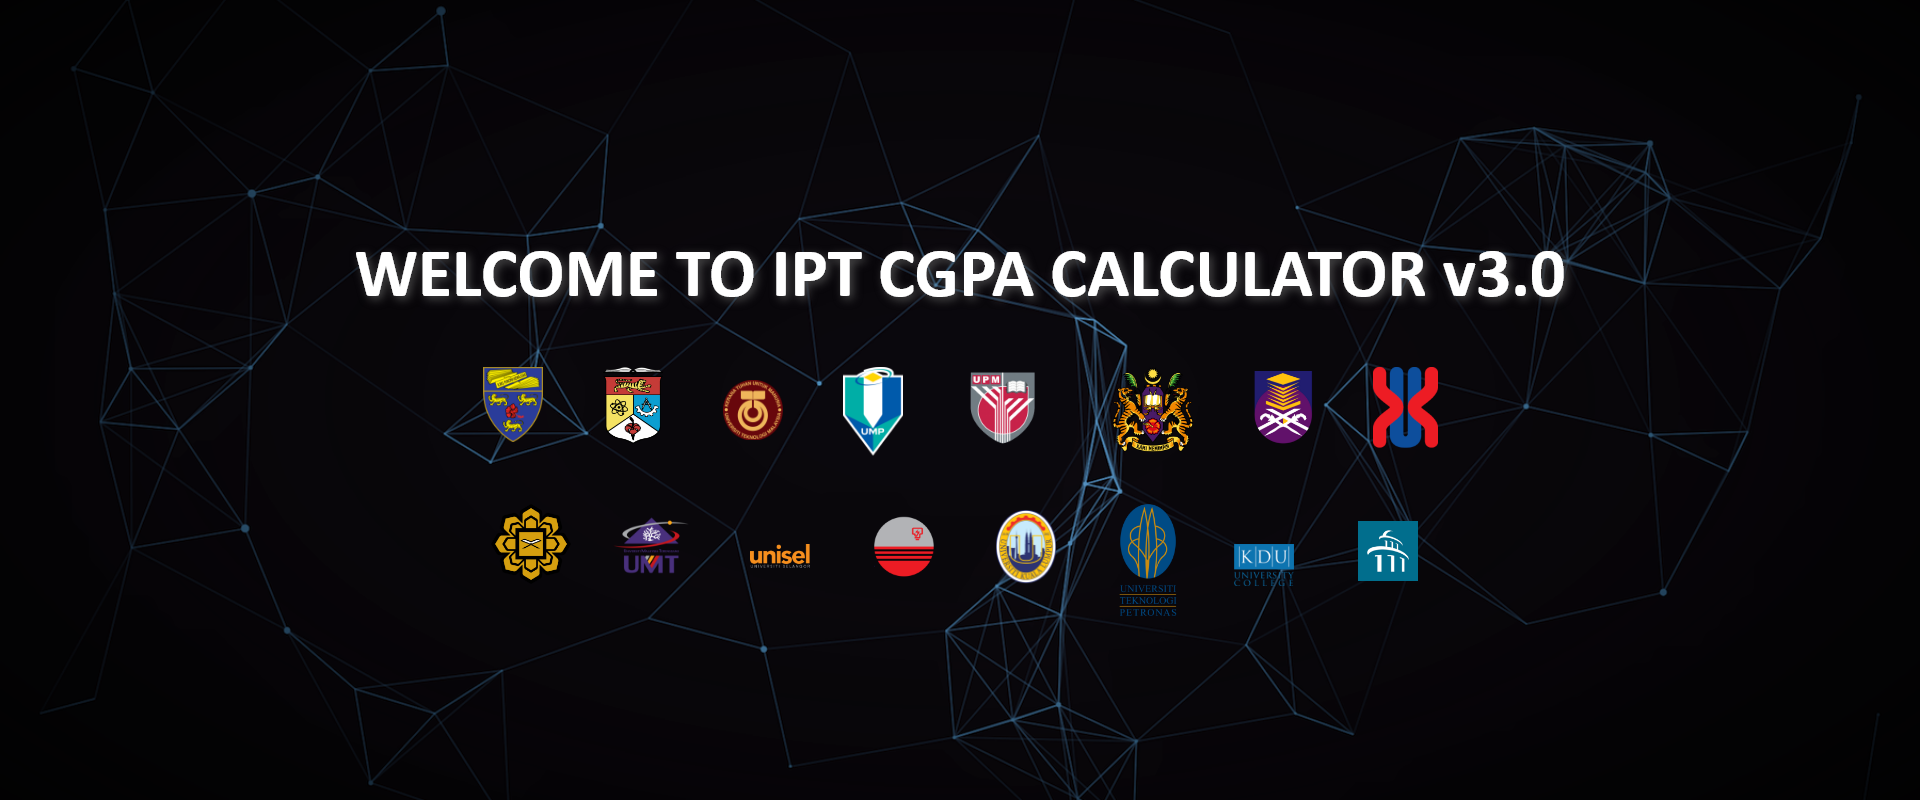 WELCOME TO IPT CGPA CALCULATOR v3.0
UMP
UPM
UMT
unisel
UNIVERSITI SELANGOR
UNIVERSITI
TEKNOLOGI
PETRONAS
KDU
UNIVERSITY
COLLEGE